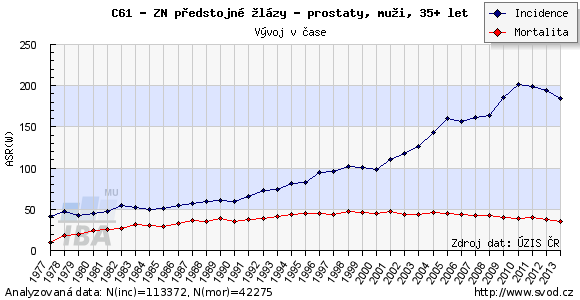 C61 - ZN předstojné žlázy - prostaty, muži, 35+ let
Vývoj v čase
Incidence
Mortalita
ASR(W)
250
200
150
100
50
0
MU
IBA
Zdroj dat: ÚZIS ČR
1977 1978 1979 1980 1981 1982 1983 1984 1985 1986 1987 1988 1989 1990 1991 1992 1993 1994 1995 1996 1997 1998 1999 2000 2001 2002 2003 2004 2005 2006 2007 2008 2009 2010 2011 2012 2013
Analyzovaná data: N(inc)=113372, N(mor)=42275
http://www.svod.cz